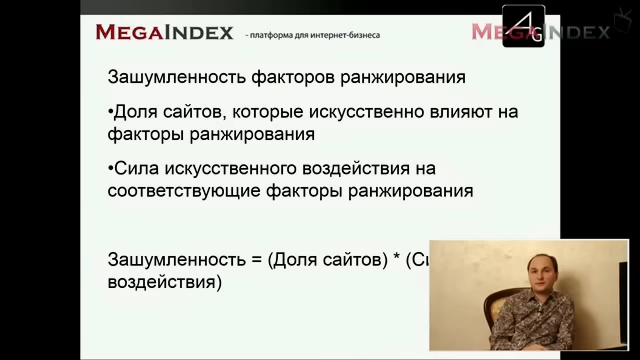 MEGAINDEX - платформа для интернет-бизнеса
4G
MEGAINDEX
Зашумленность факторов ранжирования
•Доля сайтов, которые искусственно влияют на
факторы ранжирования
•Сила искусственного воздействия на
соответствующие факторы ранжирования
Зашумленность = (Доля сайтов) * (Си
воздействия)